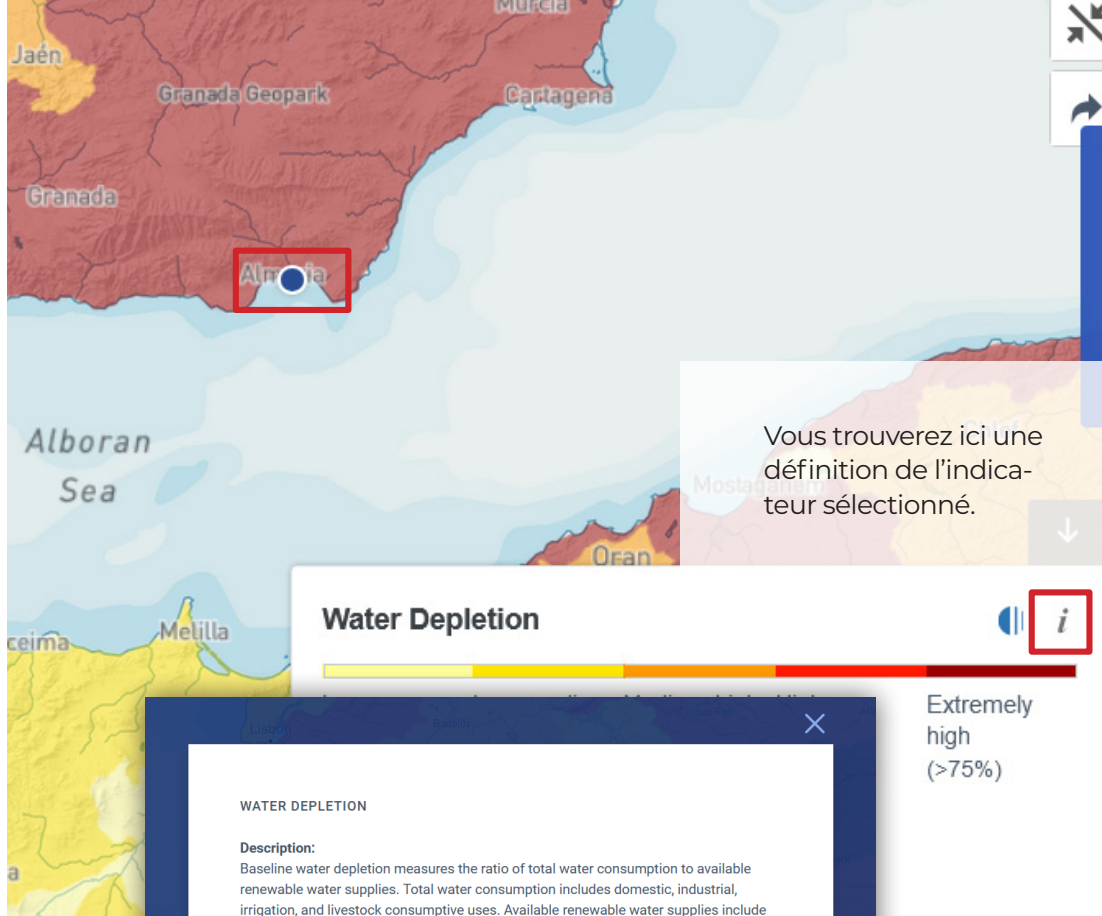 Murcia
Jaén
Granada Geopark
Cartagena
Granada
Alboran
Sea
Vous trouverez ici une
définition de l'indica-
teur sélectionné.
Oran
Melilla
ceima
Water Depletion
i
Extremely
high
(>75%)
WATER DEPLETION
Description:
Baseline water depletion measures the ratio of total water consumption to available
renewable water supplies. Total water consumption includes domestic, industrial,
irrigation, and livestock consumptive uses. Available renewable water supplies include
a